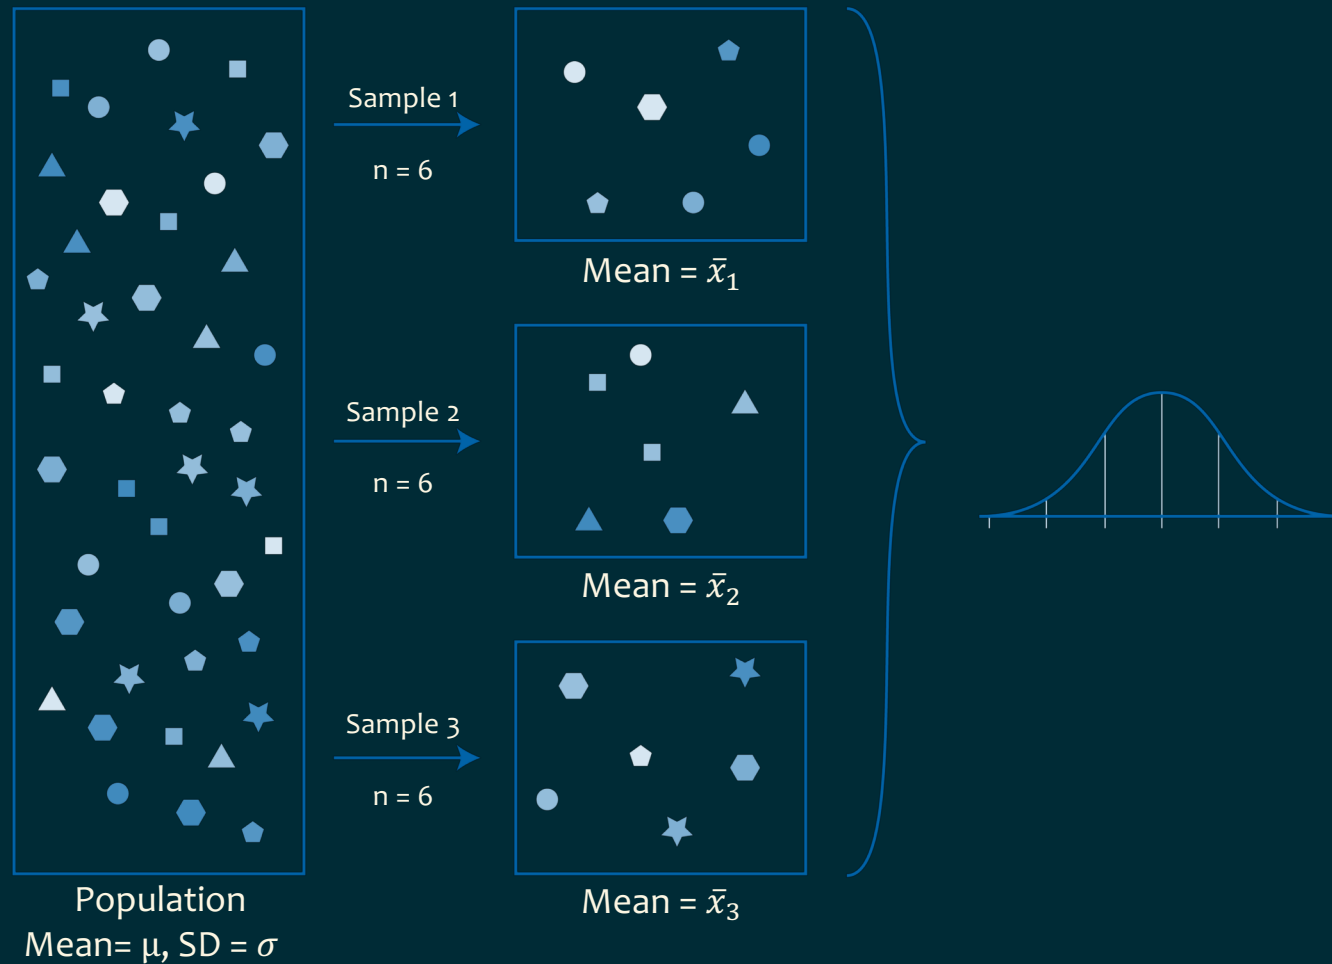 Sample 1
n = 6
Mean = x̄₁
Sample 2
n = 6
Mean = x̄₂
Sample 3
n = 6
Mean = x̄₃
Population
Mean= μ, SD = σ